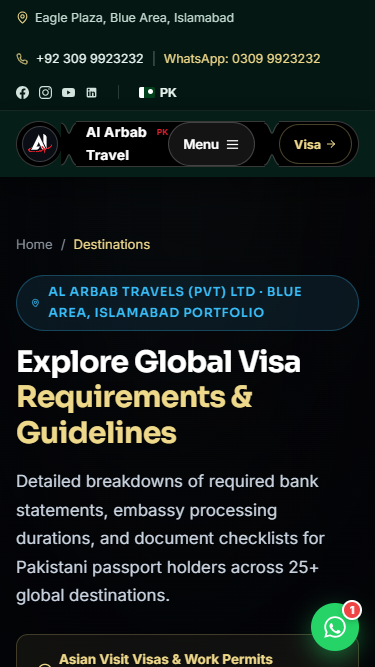 Eagle Plaza, Blue Area, Islamabad
+92 309 9923232 | WhatsApp: 0309 9923232
PK
Al Arbab Travel PK
Menu
Visa →
Home / Destinations
AL ARBAB TRAVELS (PVT) LTD · BLUE
AREA, ISLAMABAD PORTFOLIO
Explore Global Visa
Requirements &
Guidelines
Detailed breakdowns of required bank
statements, embassy processing
durations, and document checklists for
Pakistani passport holders across 25+
global destinations.
1
Asian Visit Visas & Work Permits